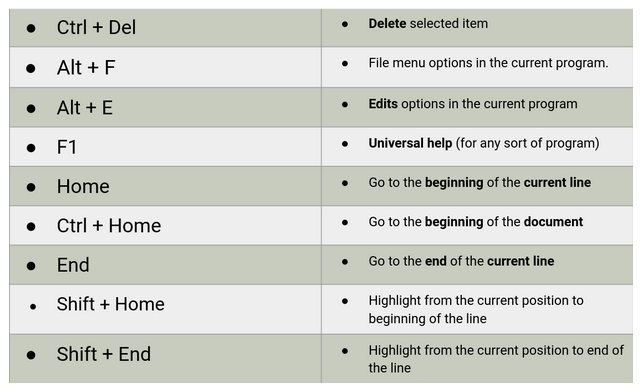 Ctrl + Del
Delete selected item
Alt + F
File menu options in the current program.
Alt + E
Edits options in the current program
F1
Universal help (for any sort of program)
Home
Go to the beginning of the current line
Ctrl + Home
Go to the beginning of the document
End
Go to the end of the current line
Shift + Home
Highlight from the current position to
beginning of the line
Shift + End
Highlight from the current position to end of
the line